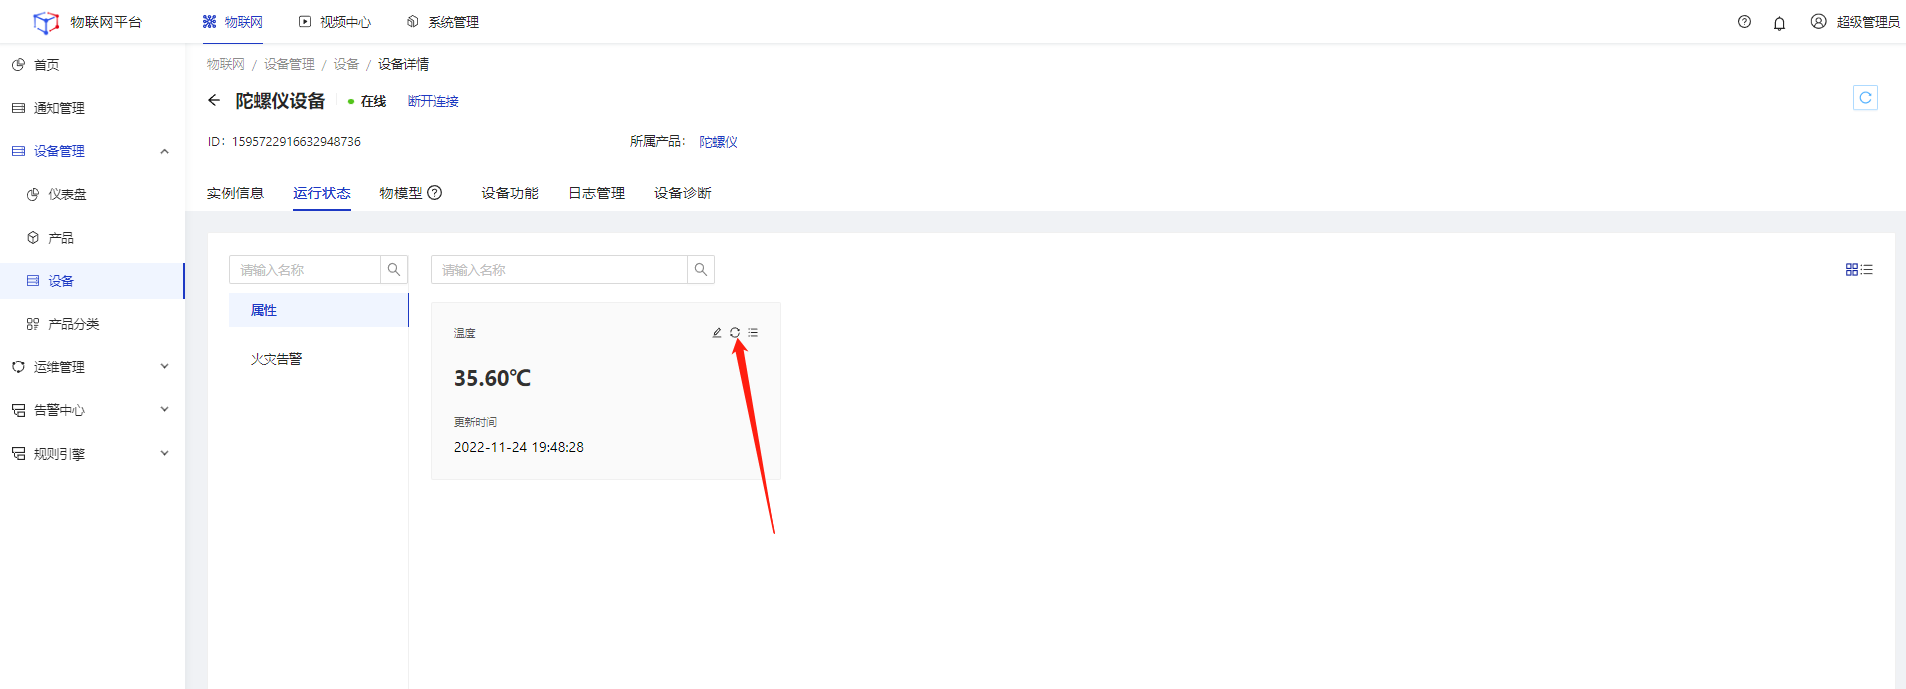 物联网平台
物联网
视频中心
系统管理
超级管理员
首页
通知管理
设备管理
仪表盘
产品
设备
产品分类
运维管理
告警中心
规则引擎
物联网 / 设备管理 / 设备 / 设备详情
陀螺仪设备
在线
断开连接
ID: 1595722916632948736
所属产品: 陀螺仪
实例信息
运行状态
物模型
设备功能
日志管理
设备诊断
请输入名称
属性
火灾告警
请输入名称
温度
35.60℃
更新时间
2022-11-24 19:48:28